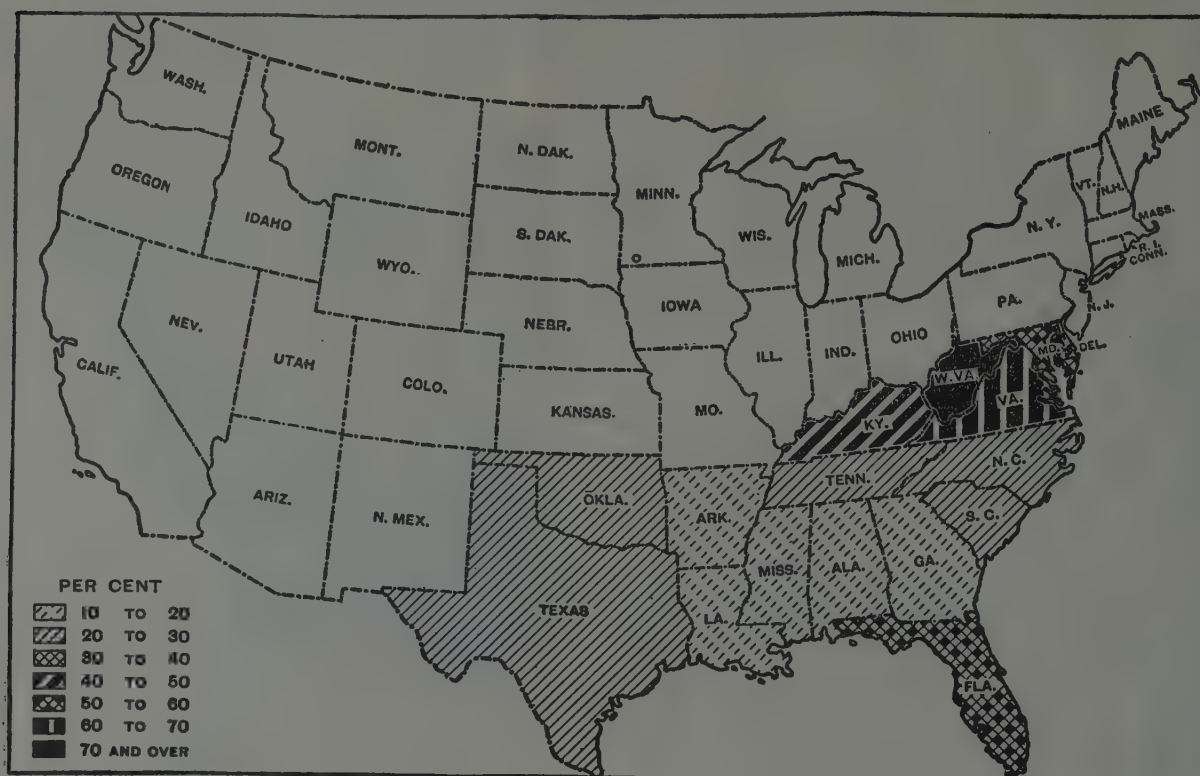 WASH.
MAINE
MONT.
N. DAK.
OREGON
MINN.
VT.
N.H.
IDAHO
MASS.
S. DAK.
WIS.
N. Y.
R. I.
WYO.
MICH.
CONN.
PA.
N. J.
IOWA
NEV.
NEBR.
OHIO
MD.
DEL.
ILL.
IND.
UTAH
CALIF.
COLO.
W. VA.
VA.
KANSAS.
MO.
KY.
N. C.
TENN.
ARIZ.
OKLA.
N. MEX.
ARK.
S. C.
MISS.
ALA.
GA.
TEXAS
LA.
FLA.
PER CENT
10 TO 20
20 TO 30
30 TO 40
40 TO 50
50 TO 60
60 TO 70
70 AND OVER